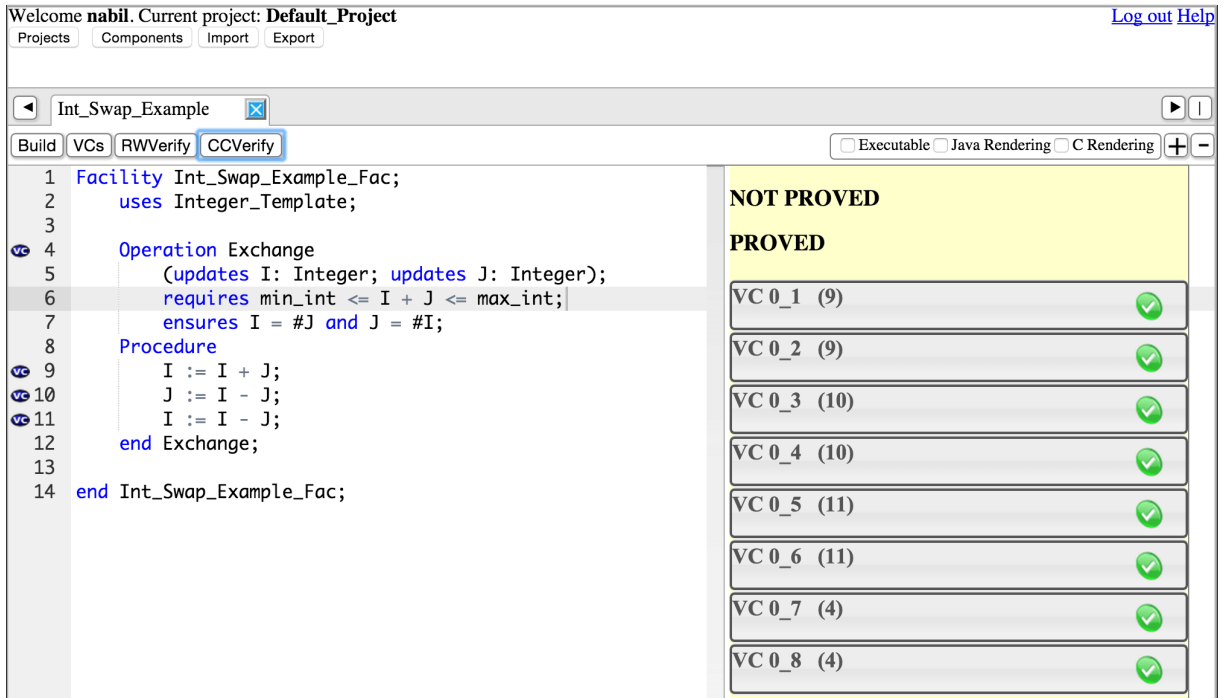 Welcome nabil. Current project: Default_Project Log out Help
Projects Components Import Export
Int_Swap_Example
Build VCs RWVerify CCVerify Executable Java Rendering C Rendering + -
1 Facility Int_Swap_Example_Fac;
2 uses Integer_Template;
3
VC 4 Operation Exchange
5 (updates I: Integer; updates J: Integer);
6 requires min_int <= I + J <= max_int;
7 ensures I = #J and J = #I;
8 Procedure
VC 9 I := I + J;
VC 10 J := I - J;
VC 11 I := I - J;
12 end Exchange;
13
14 end Int_Swap_Example_Fac;
NOT PROVED
PROVED
VC 0_1 (9)
VC 0_2 (9)
VC 0_3 (10)
VC 0_4 (10)
VC 0_5 (11)
VC 0_6 (11)
VC 0_7 (4)
VC 0_8 (4)